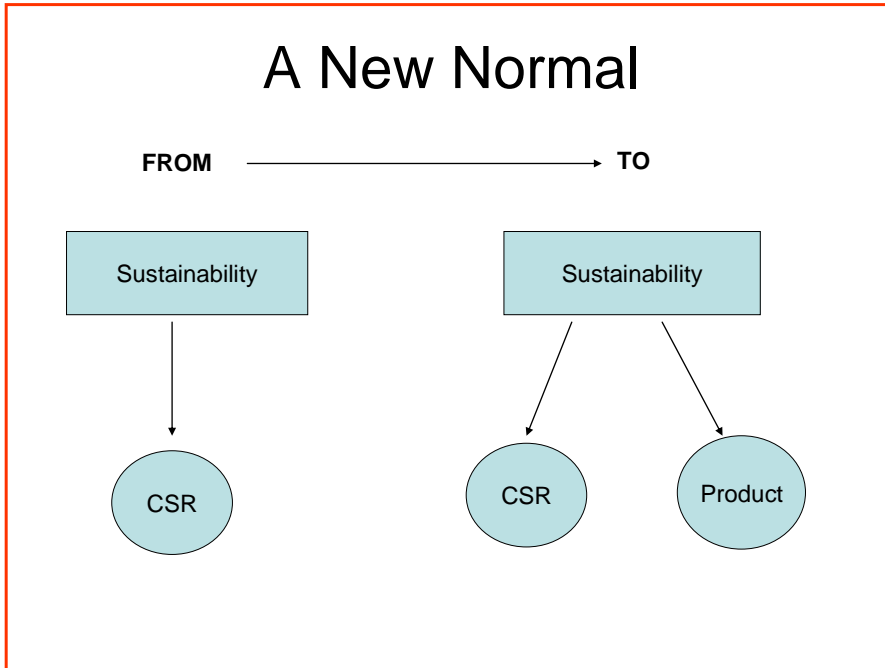 A New Normal
FROM TO
Sustainability Sustainability
CSR CSR Product